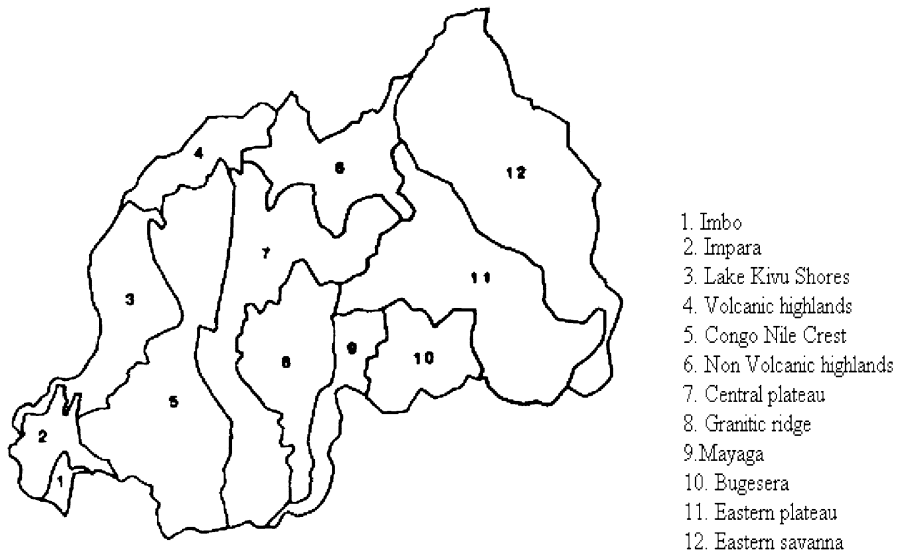 4
6
12
7
3
11
9
8
10
5
2
1
1. Imbo
2. Impara
3. Lake Kivu Shores
4. Volcanic highlands
5. Congo Nile Crest
6. Non Volcanic highlands
7. Central plateau
8. Granitic ridge
9.Mayaga
10. Bugesera
11. Eastern plateau
12. Eastern savanna